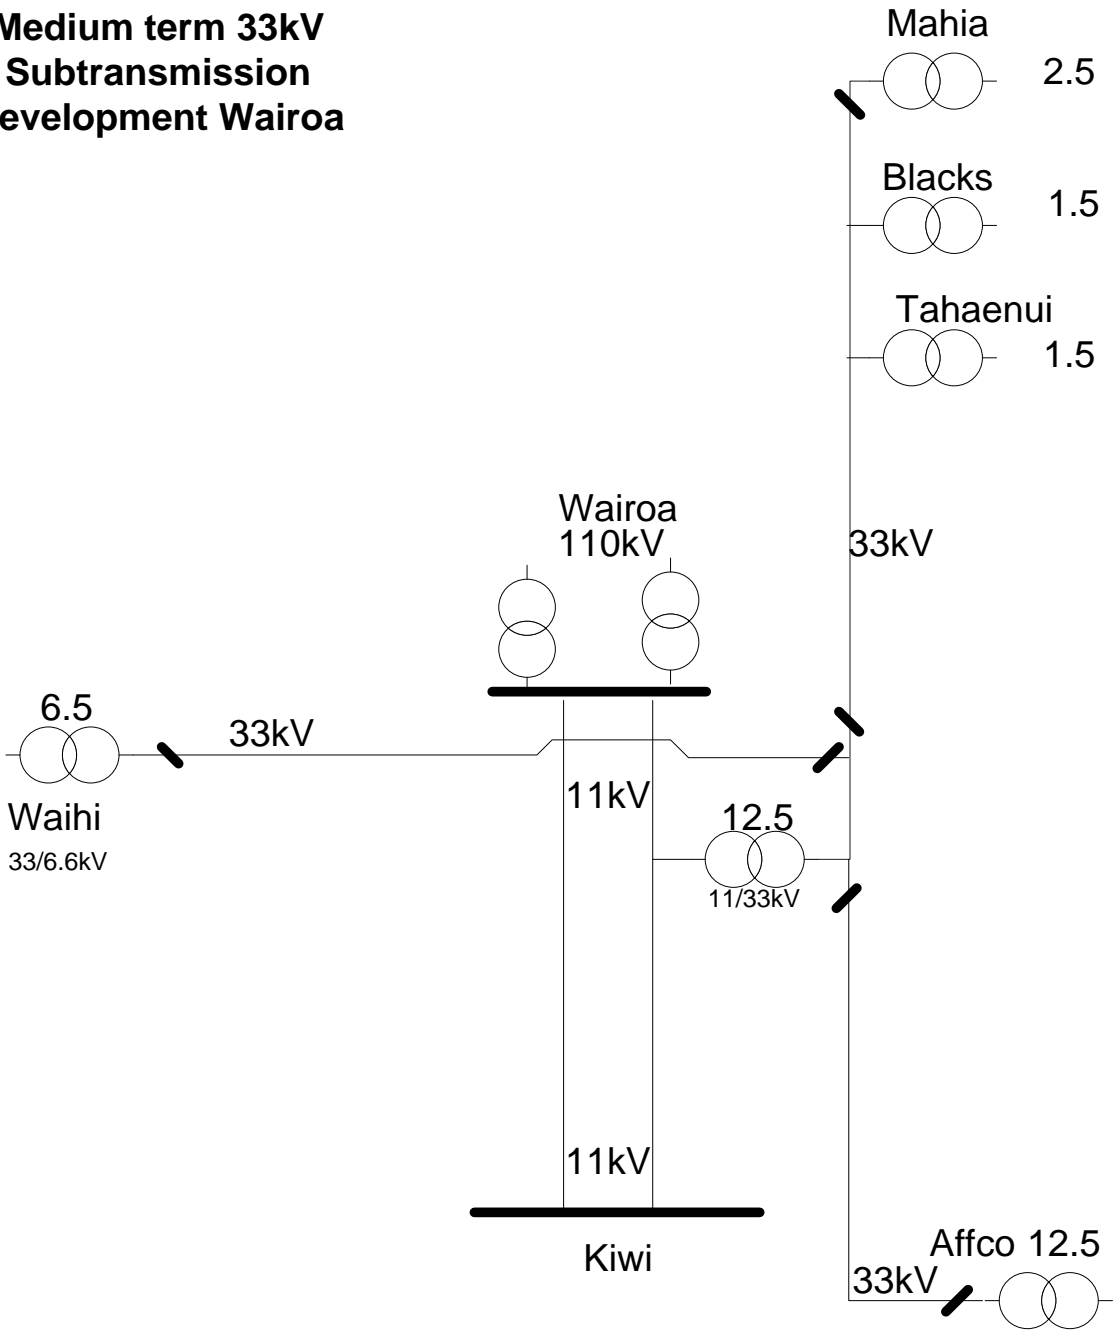 Medium term 33kV
Subtransmission
evelopment Wairoa
Mahia
2.5
Blacks
1.5
Tahaenui
1.5
Wairoa
110kV
33kV
6.5
33kV
Waihi
33/6.6kV
11kV
12.5
11/33kV
11kV
Kiwi
Affco 12.5
33kV